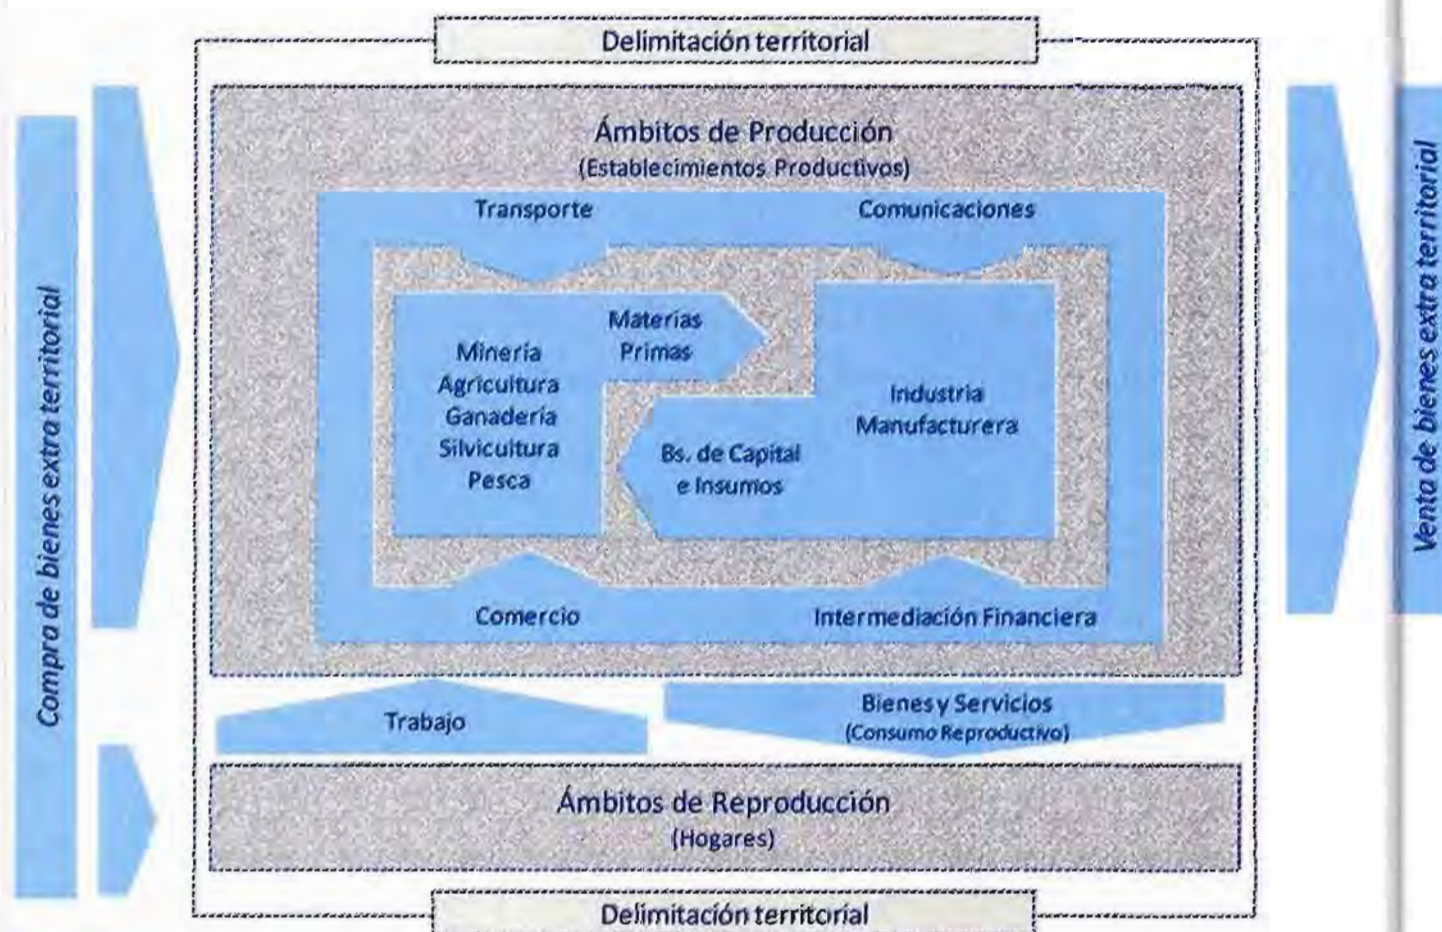 Delimitación territorial
Compra de bienes extra territorial
Ámbitos de Producción
(Establecimientos Productivos)
Transporte
Comunicaciones
Materias
Primas
Minería
Agricultura
Ganadería
Silvicultura
Pesca
Industria
Manufacturera
Bs. de Capital
e Insumos
Comercio
Intermediación Financiera
Trabajo
Bienes y Servicios
(Consumo Reproductivo)
Ámbitos de Reproducción
(Hogares)
Delimitación territorial
Venta de bienes extra territorial